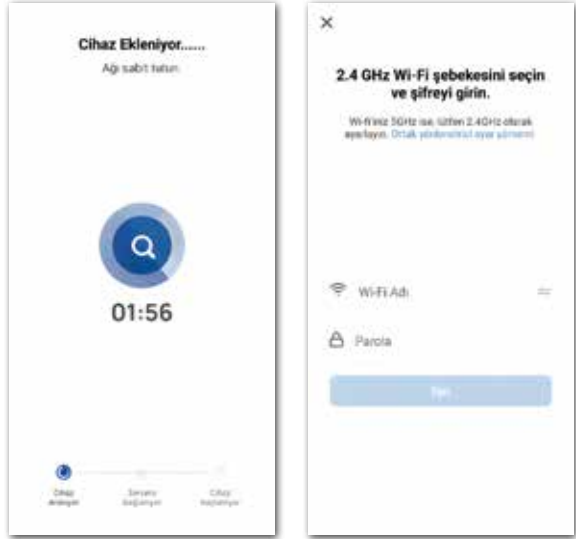 Cihaz Ekleniyor......
Ağı sabit tutun.
01:56
Cihaz
2.4 GHz Wi-Fi şebekesini seçin
ve şifreyi girin.
Wi-Fi'niz 5GHz ise, lütfen 2.4GHz olarak
ayarlayın. Ortak yönlendirici ayar yöntemi
Wi-Fi Adı
Parola